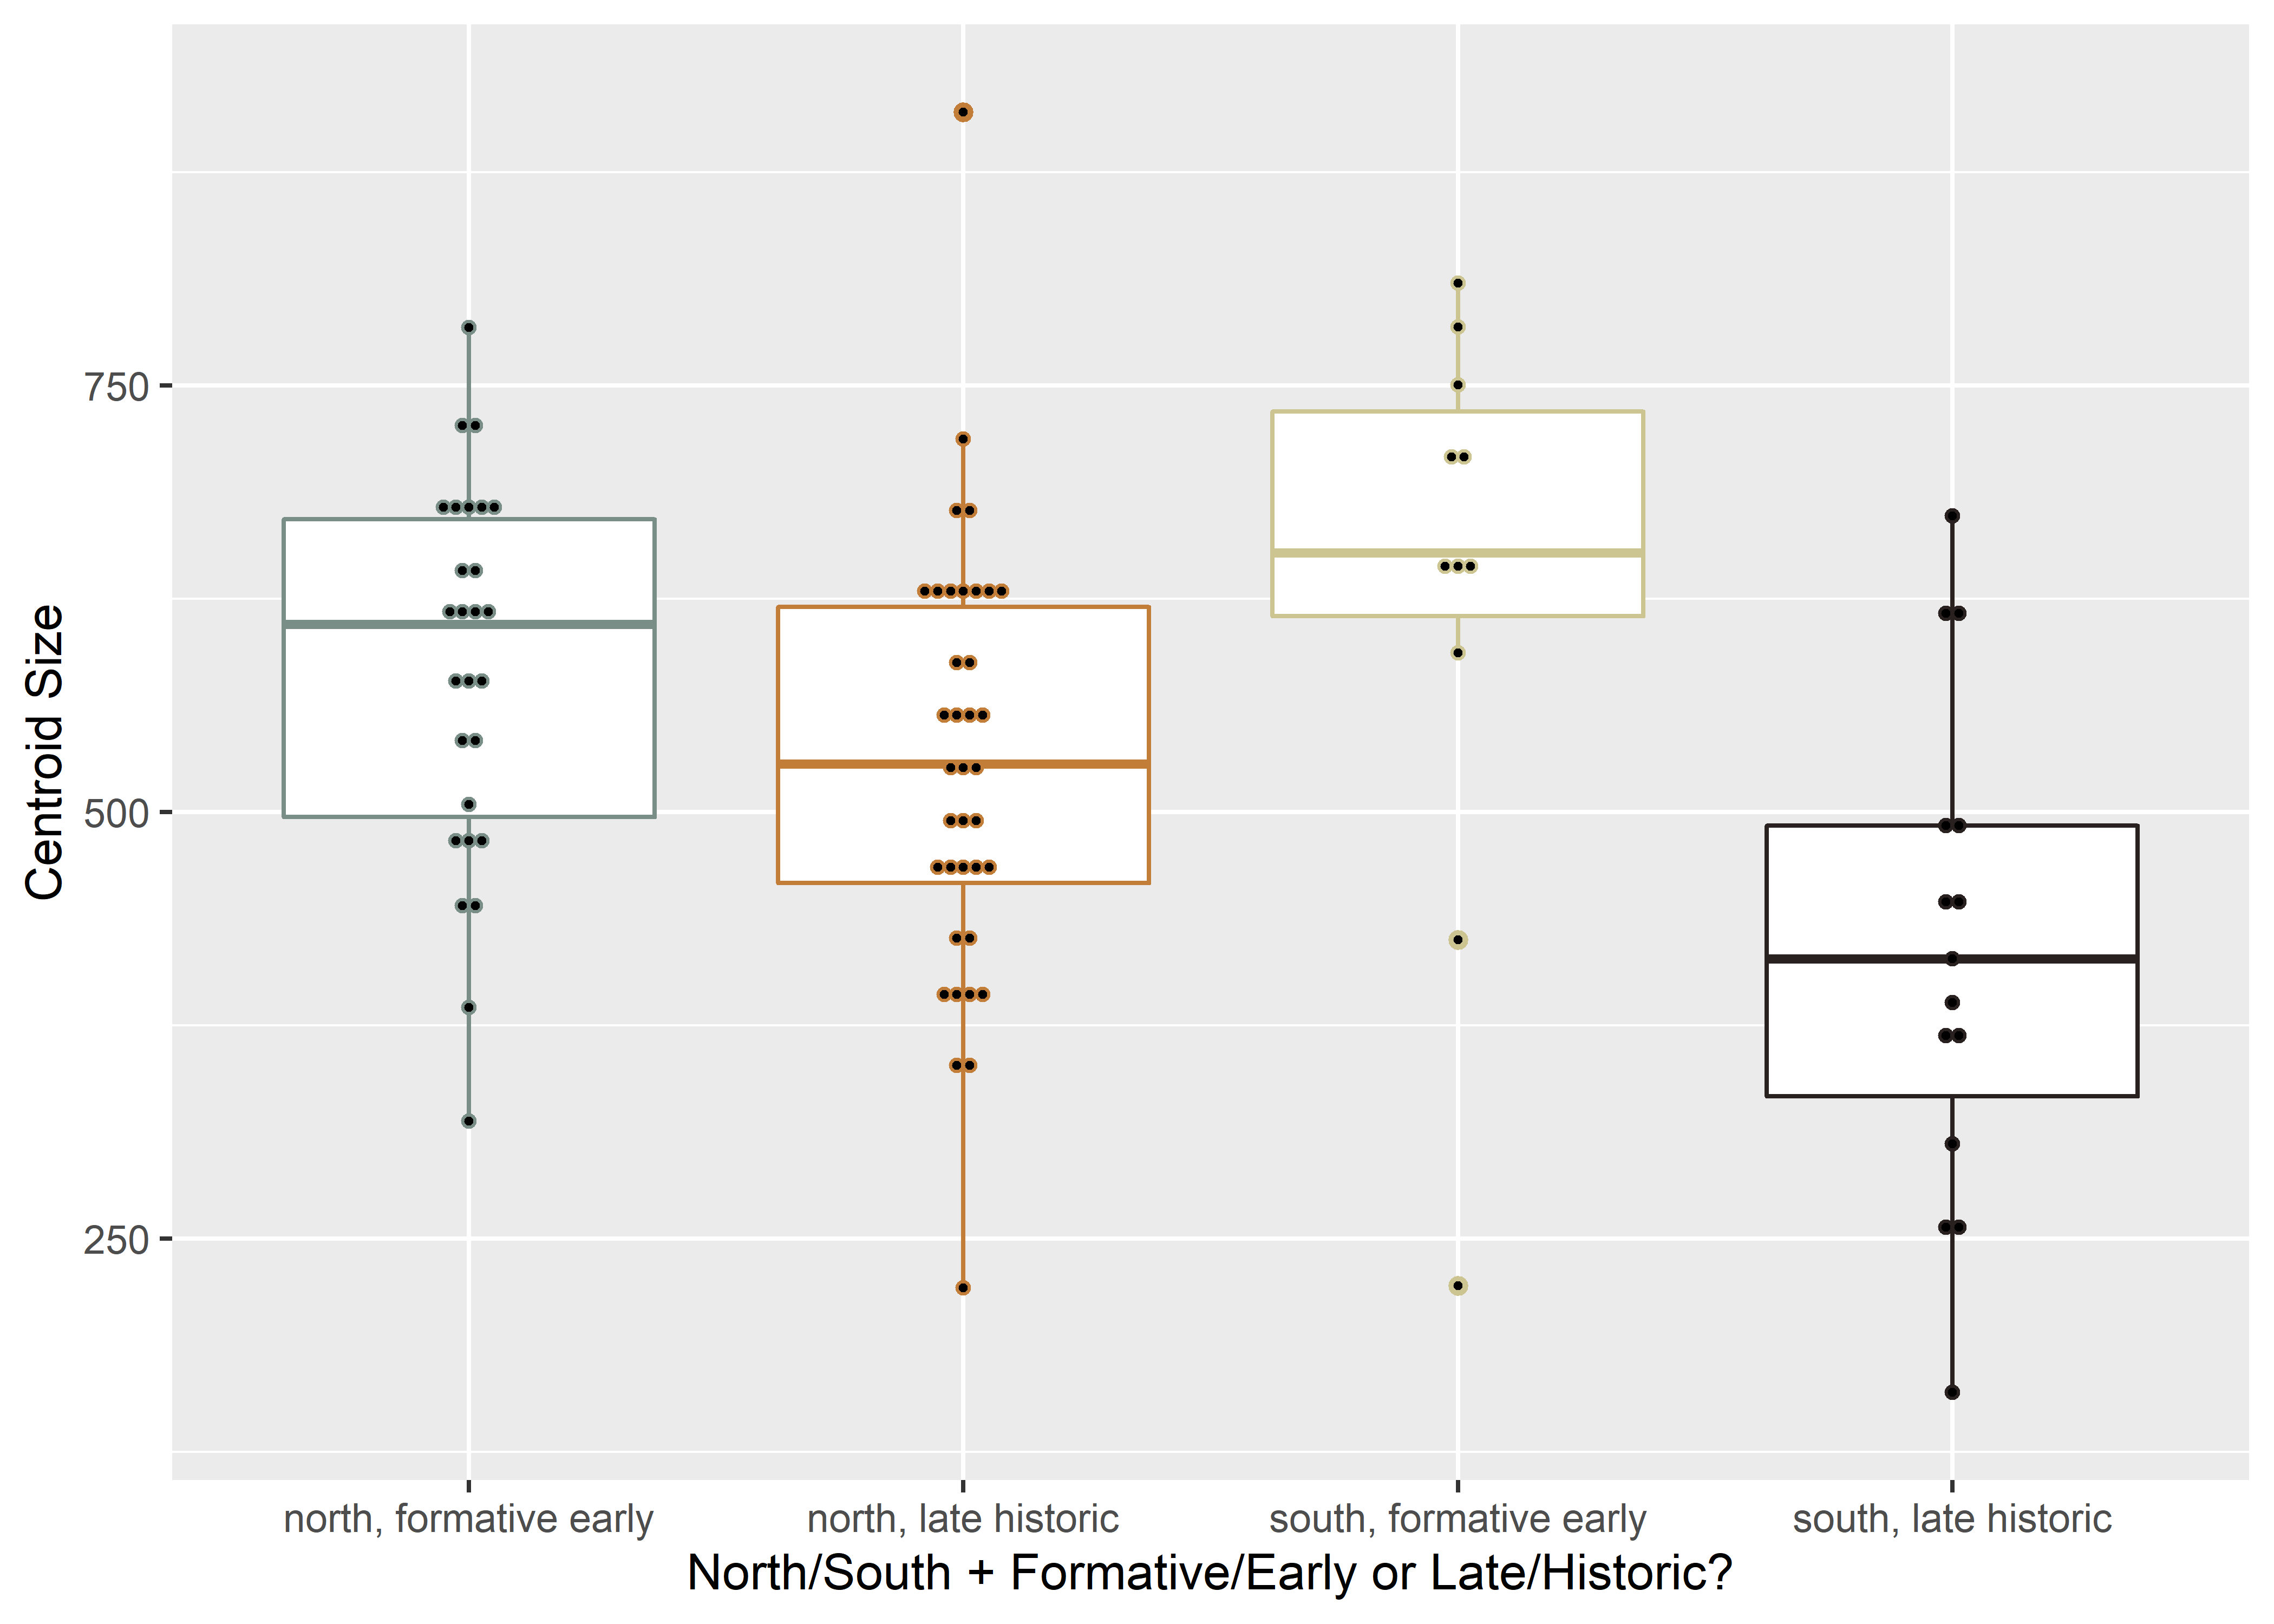 Centroid Size
750
500
250
north, formative early
north, late historic
south, formative early
south, late historic
North/South + Formative/Early or Late/Historic?